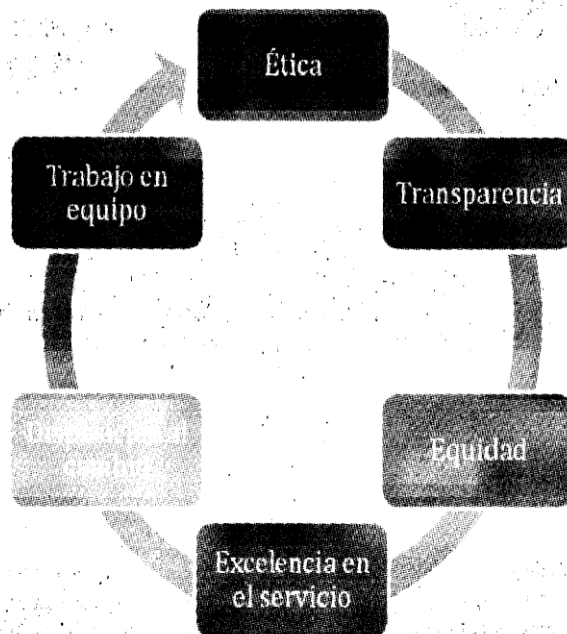 Ética
Transparencia
Equidad
Excelencia en
el servicio
Trabajo en
equipo